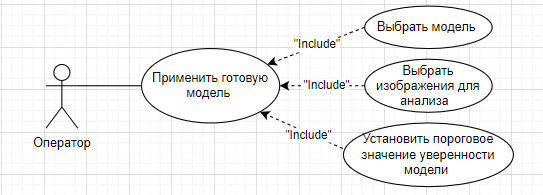 Выбрать модель
"Include"
Применить готовую
модель
"Include"
Выбрать
изображения для
анализа
Оператор
"Include"
Установить пороговое
значение уверенности
модели